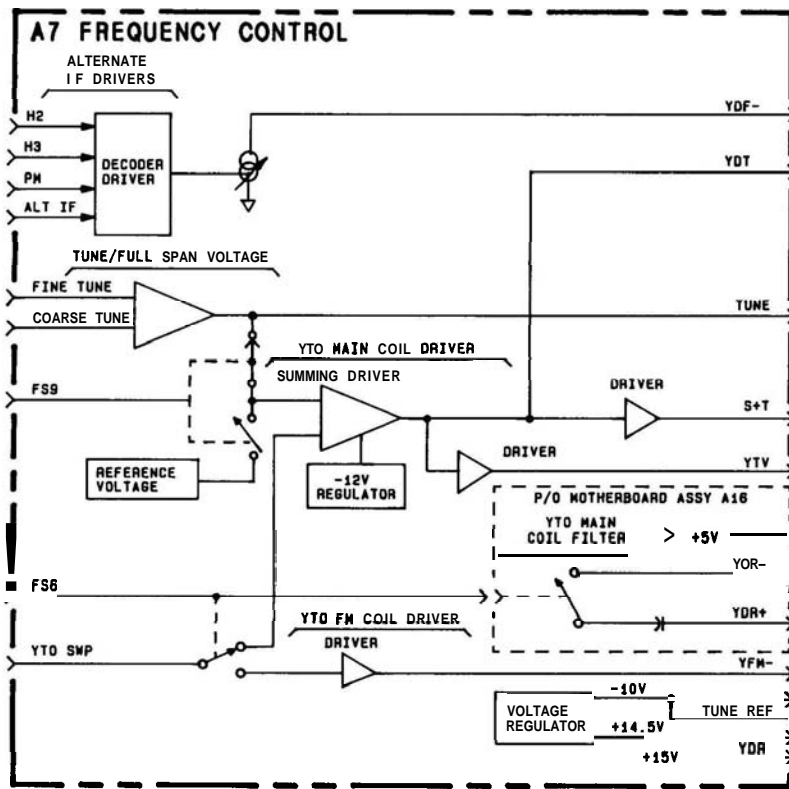 A7 FREQUENCY CONTROL
ALTERNATE
IF DRIVERS
H2
H3
PM
ALT IF
DECODER
DRIVER
YDF-
YDT
TUNE/FULL SPAN VOLTAGE
FINE TUNE
COARSE TUNE
TUNE
YTO MAIN COIL DRIVER
SUMMING DRIVER
FS9
DRIVER
S+T
DRIVER
YTV
REFERENCE
VOLTAGE
-12V
REGULATOR
P/O MOTHERBOARD ASSY A16
YTO MAIN
COIL FILTER
> +5V
YOR-
FS6
YDR+
YTO FM COIL DRIVER
DRIVER
YTO SWP
YFM-
VOLTAGE
REGULATOR
-10V
TUNE REF
+14.5V
+15V
YDR